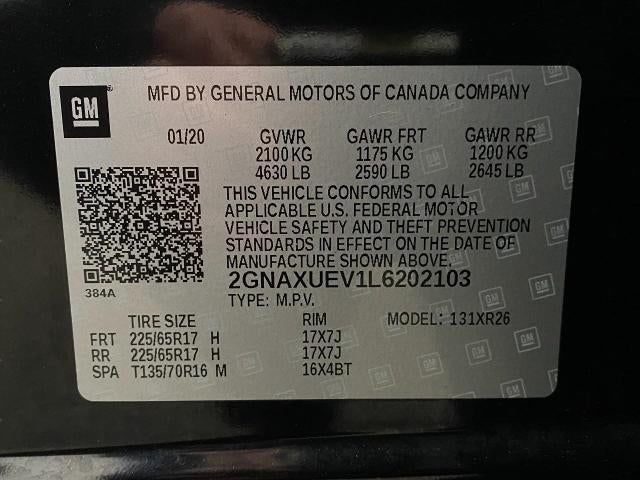 GM
MFD BY GENERAL MOTORS OF CANADA COMPANY
01/20 GVWR GAWR FRT GAWR RR
2100 KG 1175 KG 1200 KG
4630 LB 2590 LB 2645 LB
THIS VEHICLE CONFORMS TO ALL
APPLICABLE U.S. FEDERAL MOTOR
VEHICLE SAFETY AND THEFT PREVENTION
STANDARDS IN EFFECT ON THE DATE OF
MANUFACTURE SHOWN ABOVE.
384A 2GNAXUEV1L6202103
TYPE: M.P.V.
TIRE SIZE RIM MODEL: 131XR26
FRT 225/65R17 H 17X7J
RR 225/65R17 H 17X7J
SPA T135/70R16 M 16X4BT